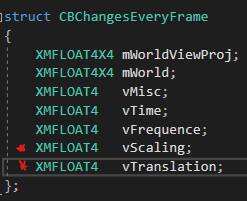 struct CBChangesEveryFrame
{
XMFLOAT4X4 mWorldViewProj;
XMFLOAT4X4 mWorld;
XMFLOAT4 vMisc;
XMFLOAT4 vTime;
XMFLOAT4 vFrequence;
XMFLOAT4 vScaling;
XMFLOAT4 vTranslation;
};